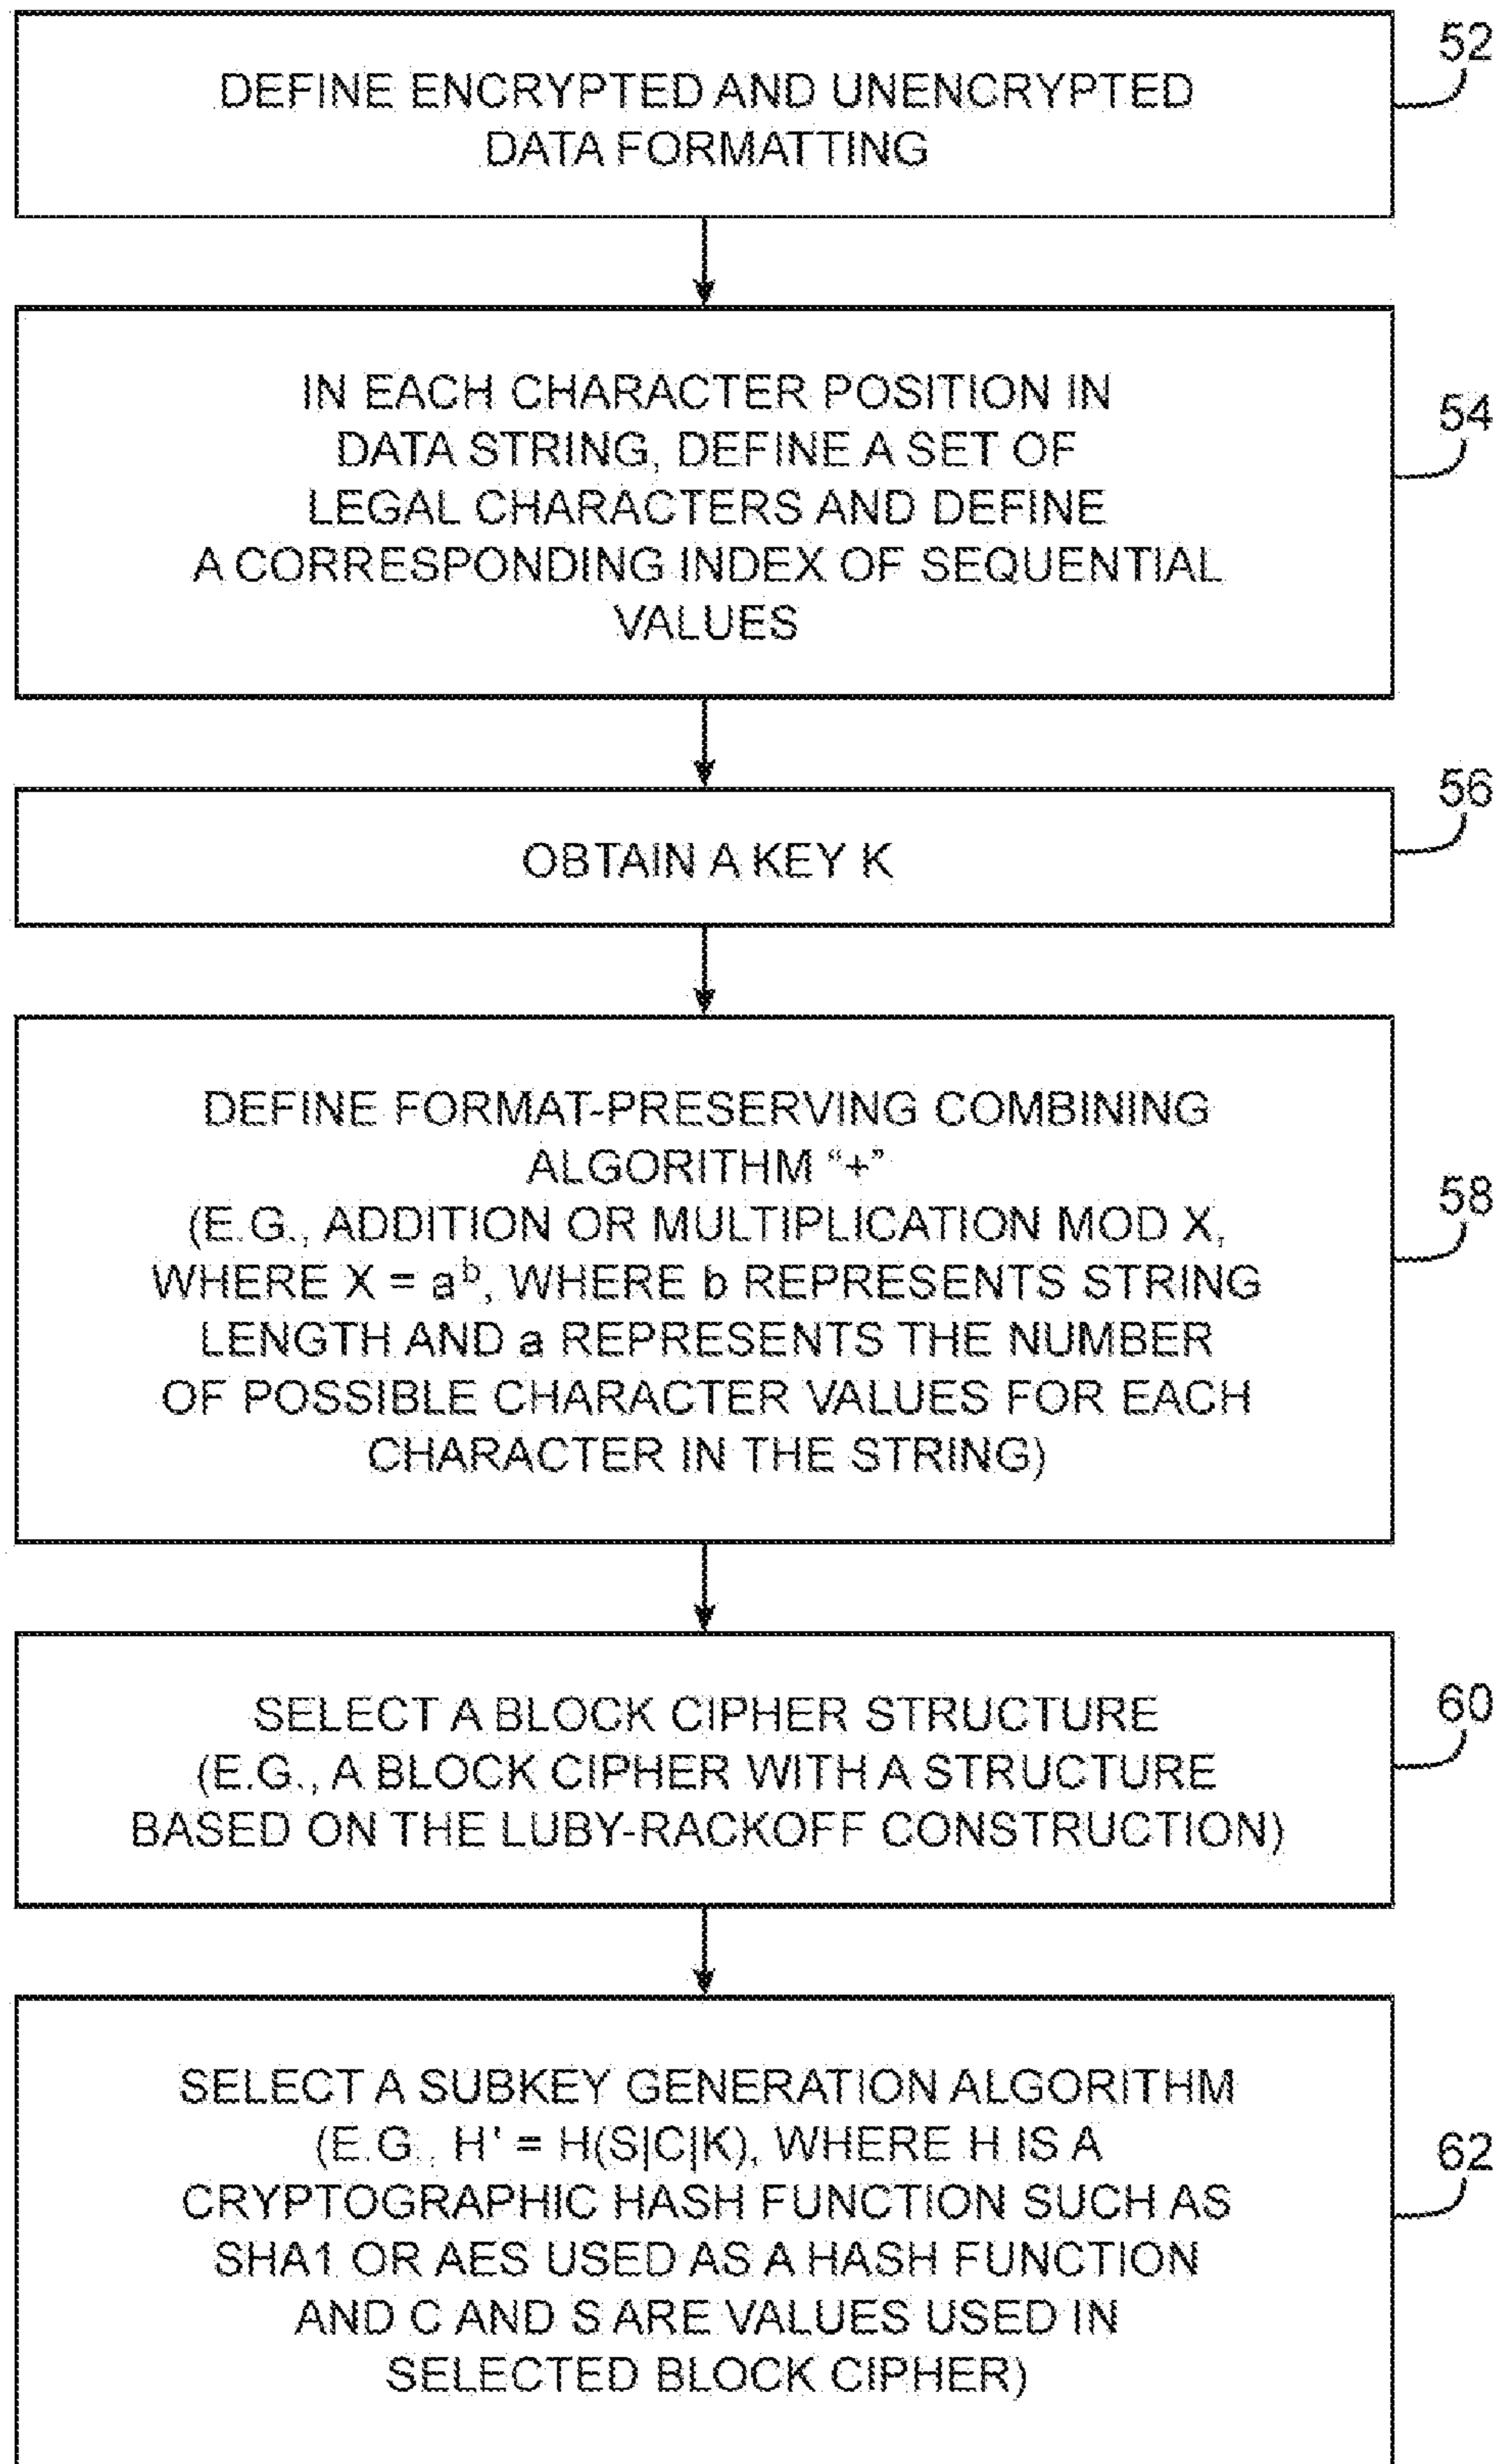 52
DEFINE ENCRYPTED AND UNENCRYPTED
DATA FORMATTING
IN EACH CHARACTER POSITION IN
DATA STRING, DEFINE A SET OF
LEGAL CHARACTERS AND DEFINE
A CORRESPONDING INDEX OF SEQUENTIAL
VALUES
54
56
OBTAIN A KEY K
DEFINE FORMAT-PRESERVING COMBINING
ALGORITHM “+”
(E.G., ADDITION OR MULTIPLICATION MOD X,
WHERE X = aᵇ, WHERE b REPRESENTS STRING
LENGTH AND a REPRESENTS THE NUMBER
OF POSSIBLE CHARACTER VALUES FOR EACH
CHARACTER IN THE STRING)
58
SELECT A BLOCK CIPHER STRUCTURE
(E.G., A BLOCK CIPHER WITH A STRUCTURE
BASED ON THE LUBY-RACKOFF CONSTRUCTION)
60
SELECT A SUBKEY GENERATION ALGORITHM
(E.G., H' = H(S|C|K), WHERE H IS A
CRYPTOGRAPHIC HASH FUNCTION SUCH AS
SHA1 OR AES USED AS A HASH FUNCTION
AND C AND S ARE VALUES USED IN
SELECTED BLOCK CIPHER)
62